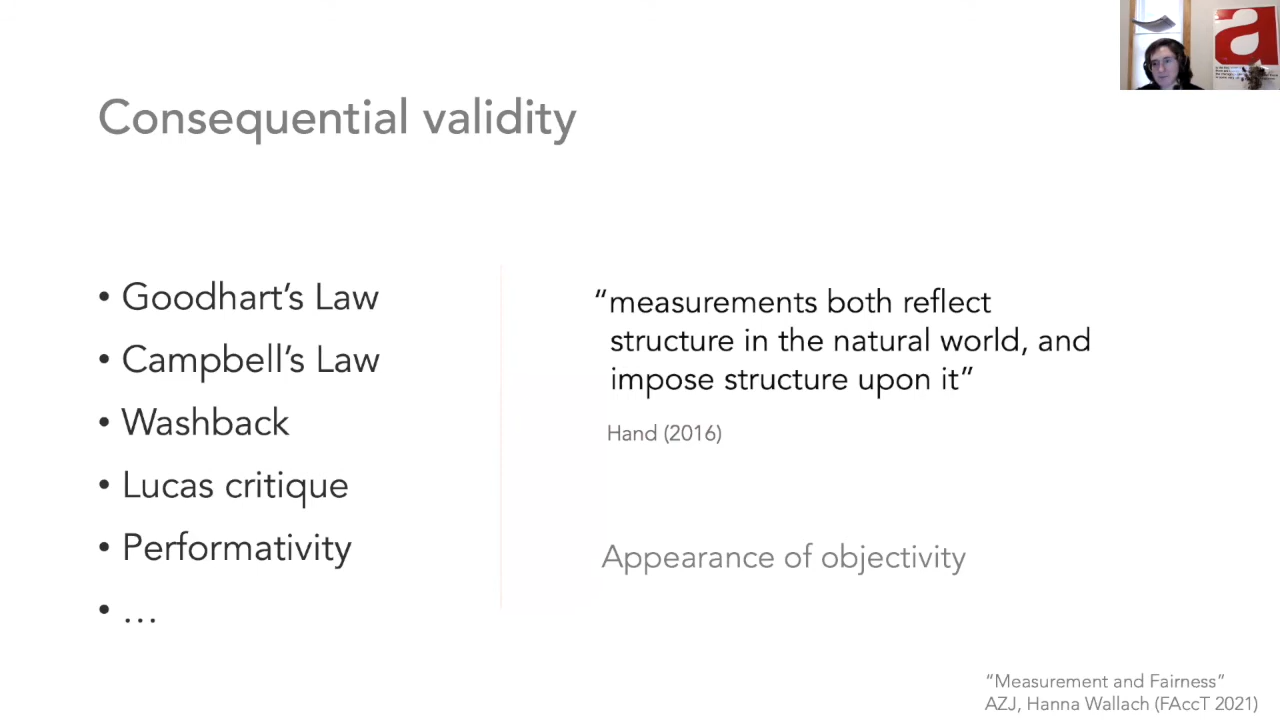 Consequential validity
• Goodhart's Law
• Campbell's Law
• Washback
• Lucas critique
• Performativity
• ...
“measurements both reflect
structure in the natural world, and
impose structure upon it”
Hand (2016)
Appearance of objectivity
“Measurement and Fairness”
AZJ, Hanna Wallach (FAccT 2021)
a